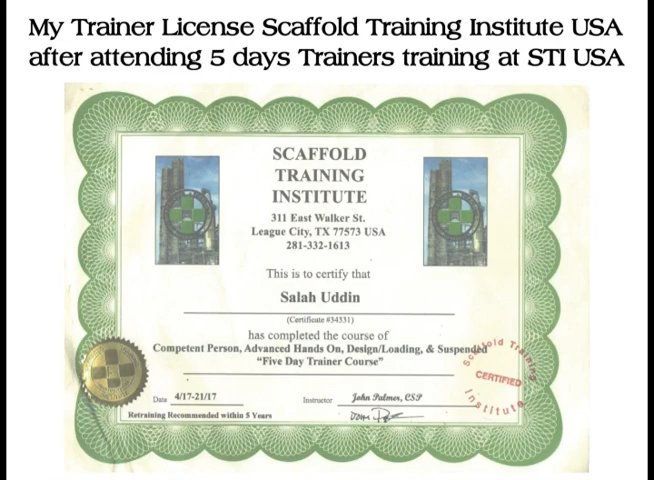 My Trainer License Scaffold Training Institute USA
after attending 5 days Trainers training at STI USA
SCAFFOLD
TRAINING
INSTITUTE
311 East Walker St.
League City, TX 77573 USA
281-332-1613
This is to certify that
Salah Uddin
(Certificate #34331)
has completed the course of
Competent Person, Advanced Hands On, Design/Loading, & Suspended
"Five Day Trainer Course"
Scaffold Training
CERTIFIED
Institute
Date 4/17-21/17 Instructor John Palmer, CSP
Retraining Recommended within 5 Years